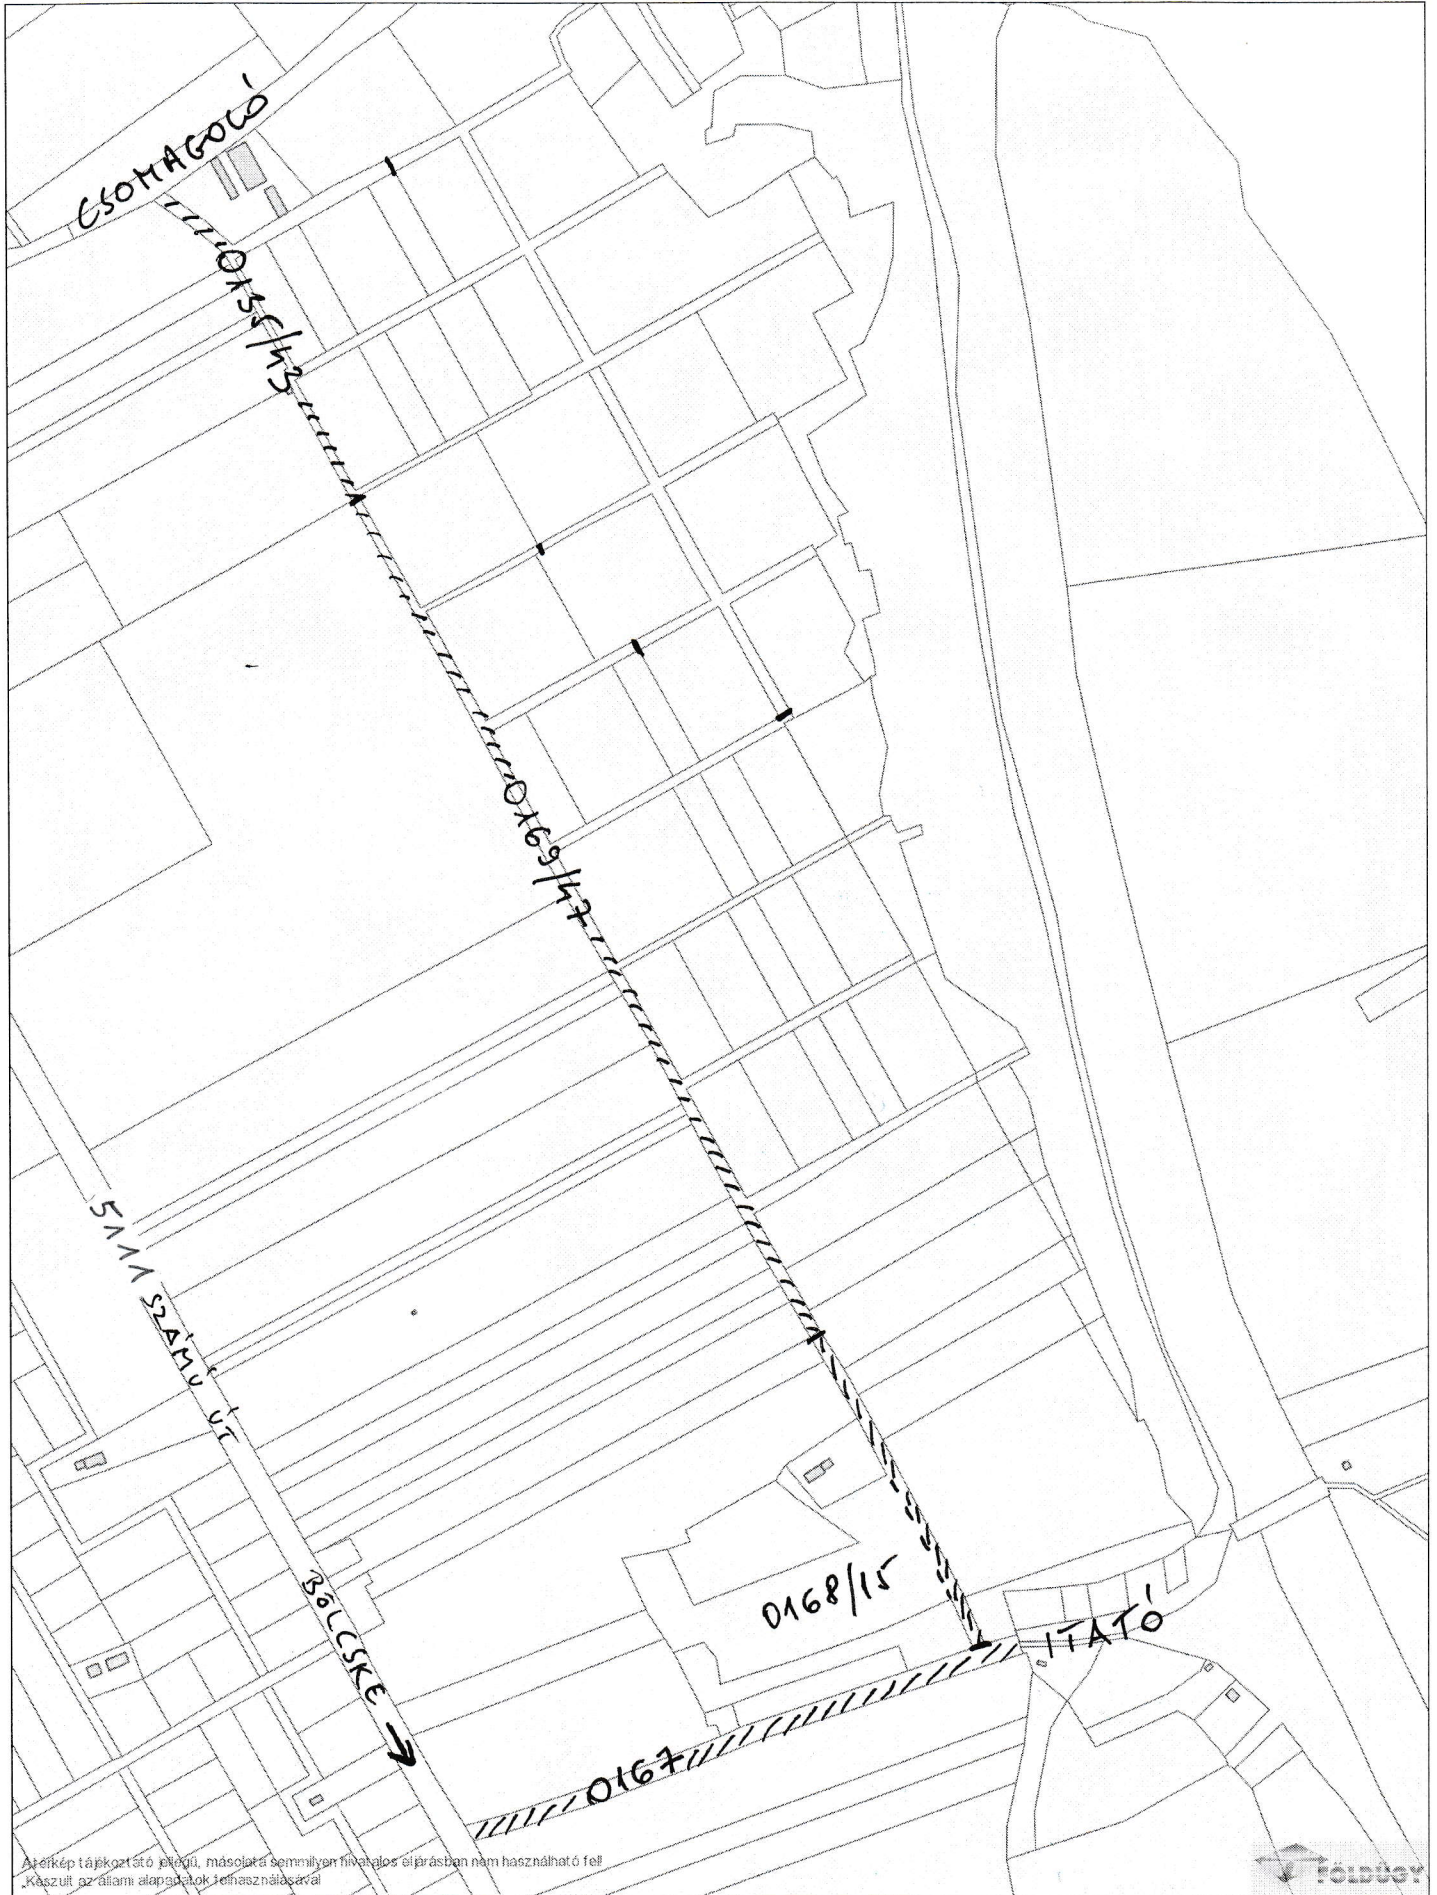 CSOMAGOLÓ
0135/43
0169/47
5111 SZÁMÚ ÚT
BÖLCSKE
0168/15
ITATÓ
0167
A térkép tájékoztató jellegű, másolata semmilyen hivatalos eljárásban nem használható fel!
Készült az állami alapadatok felhasználásával
FÖLDÜGY